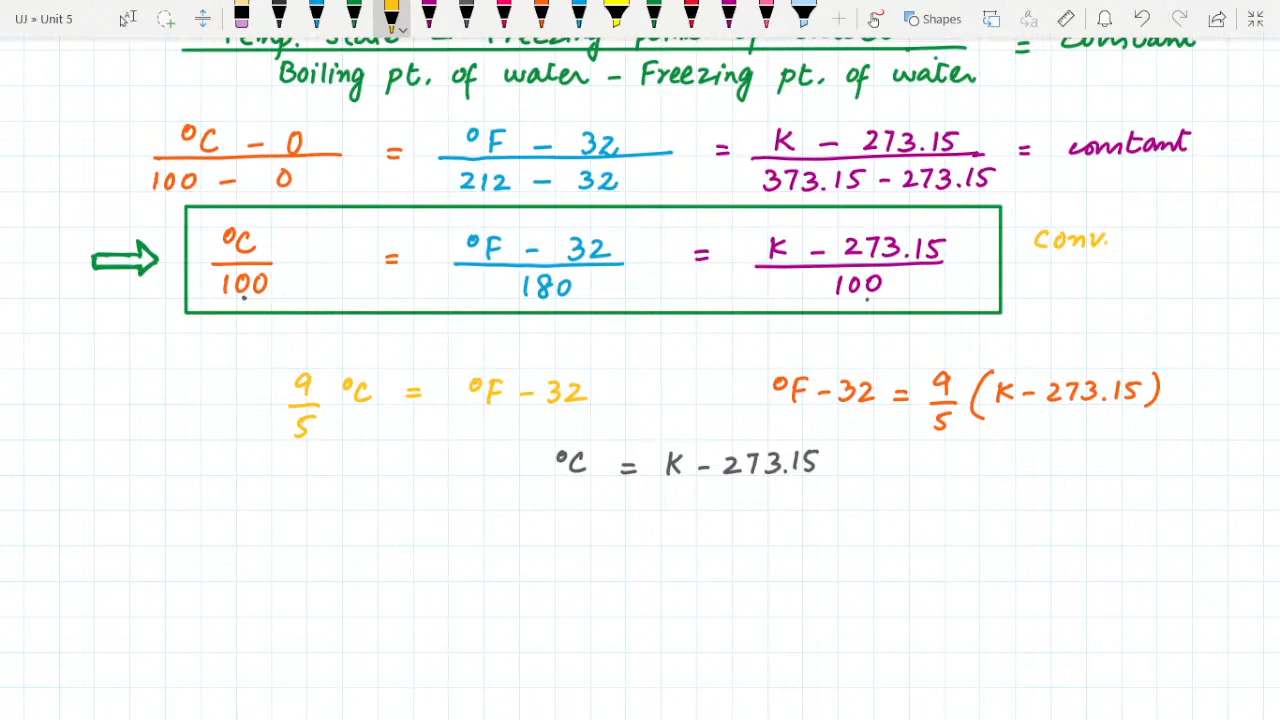 UJ » Unit 5
Shapes
Boiling pt. of water - Freezing pt. of water
= constant
°C - 0 / 100 - 0 = °F - 32 / 212 - 32 = K - 273.15 / 373.15 - 273.15 = constant
⇒ °C / 100 = °F - 32 / 180 = K - 273.15 / 100 conv.
9/5 °C = °F - 32
°F - 32 = 9/5 (K - 273.15)
°C = K - 273.15